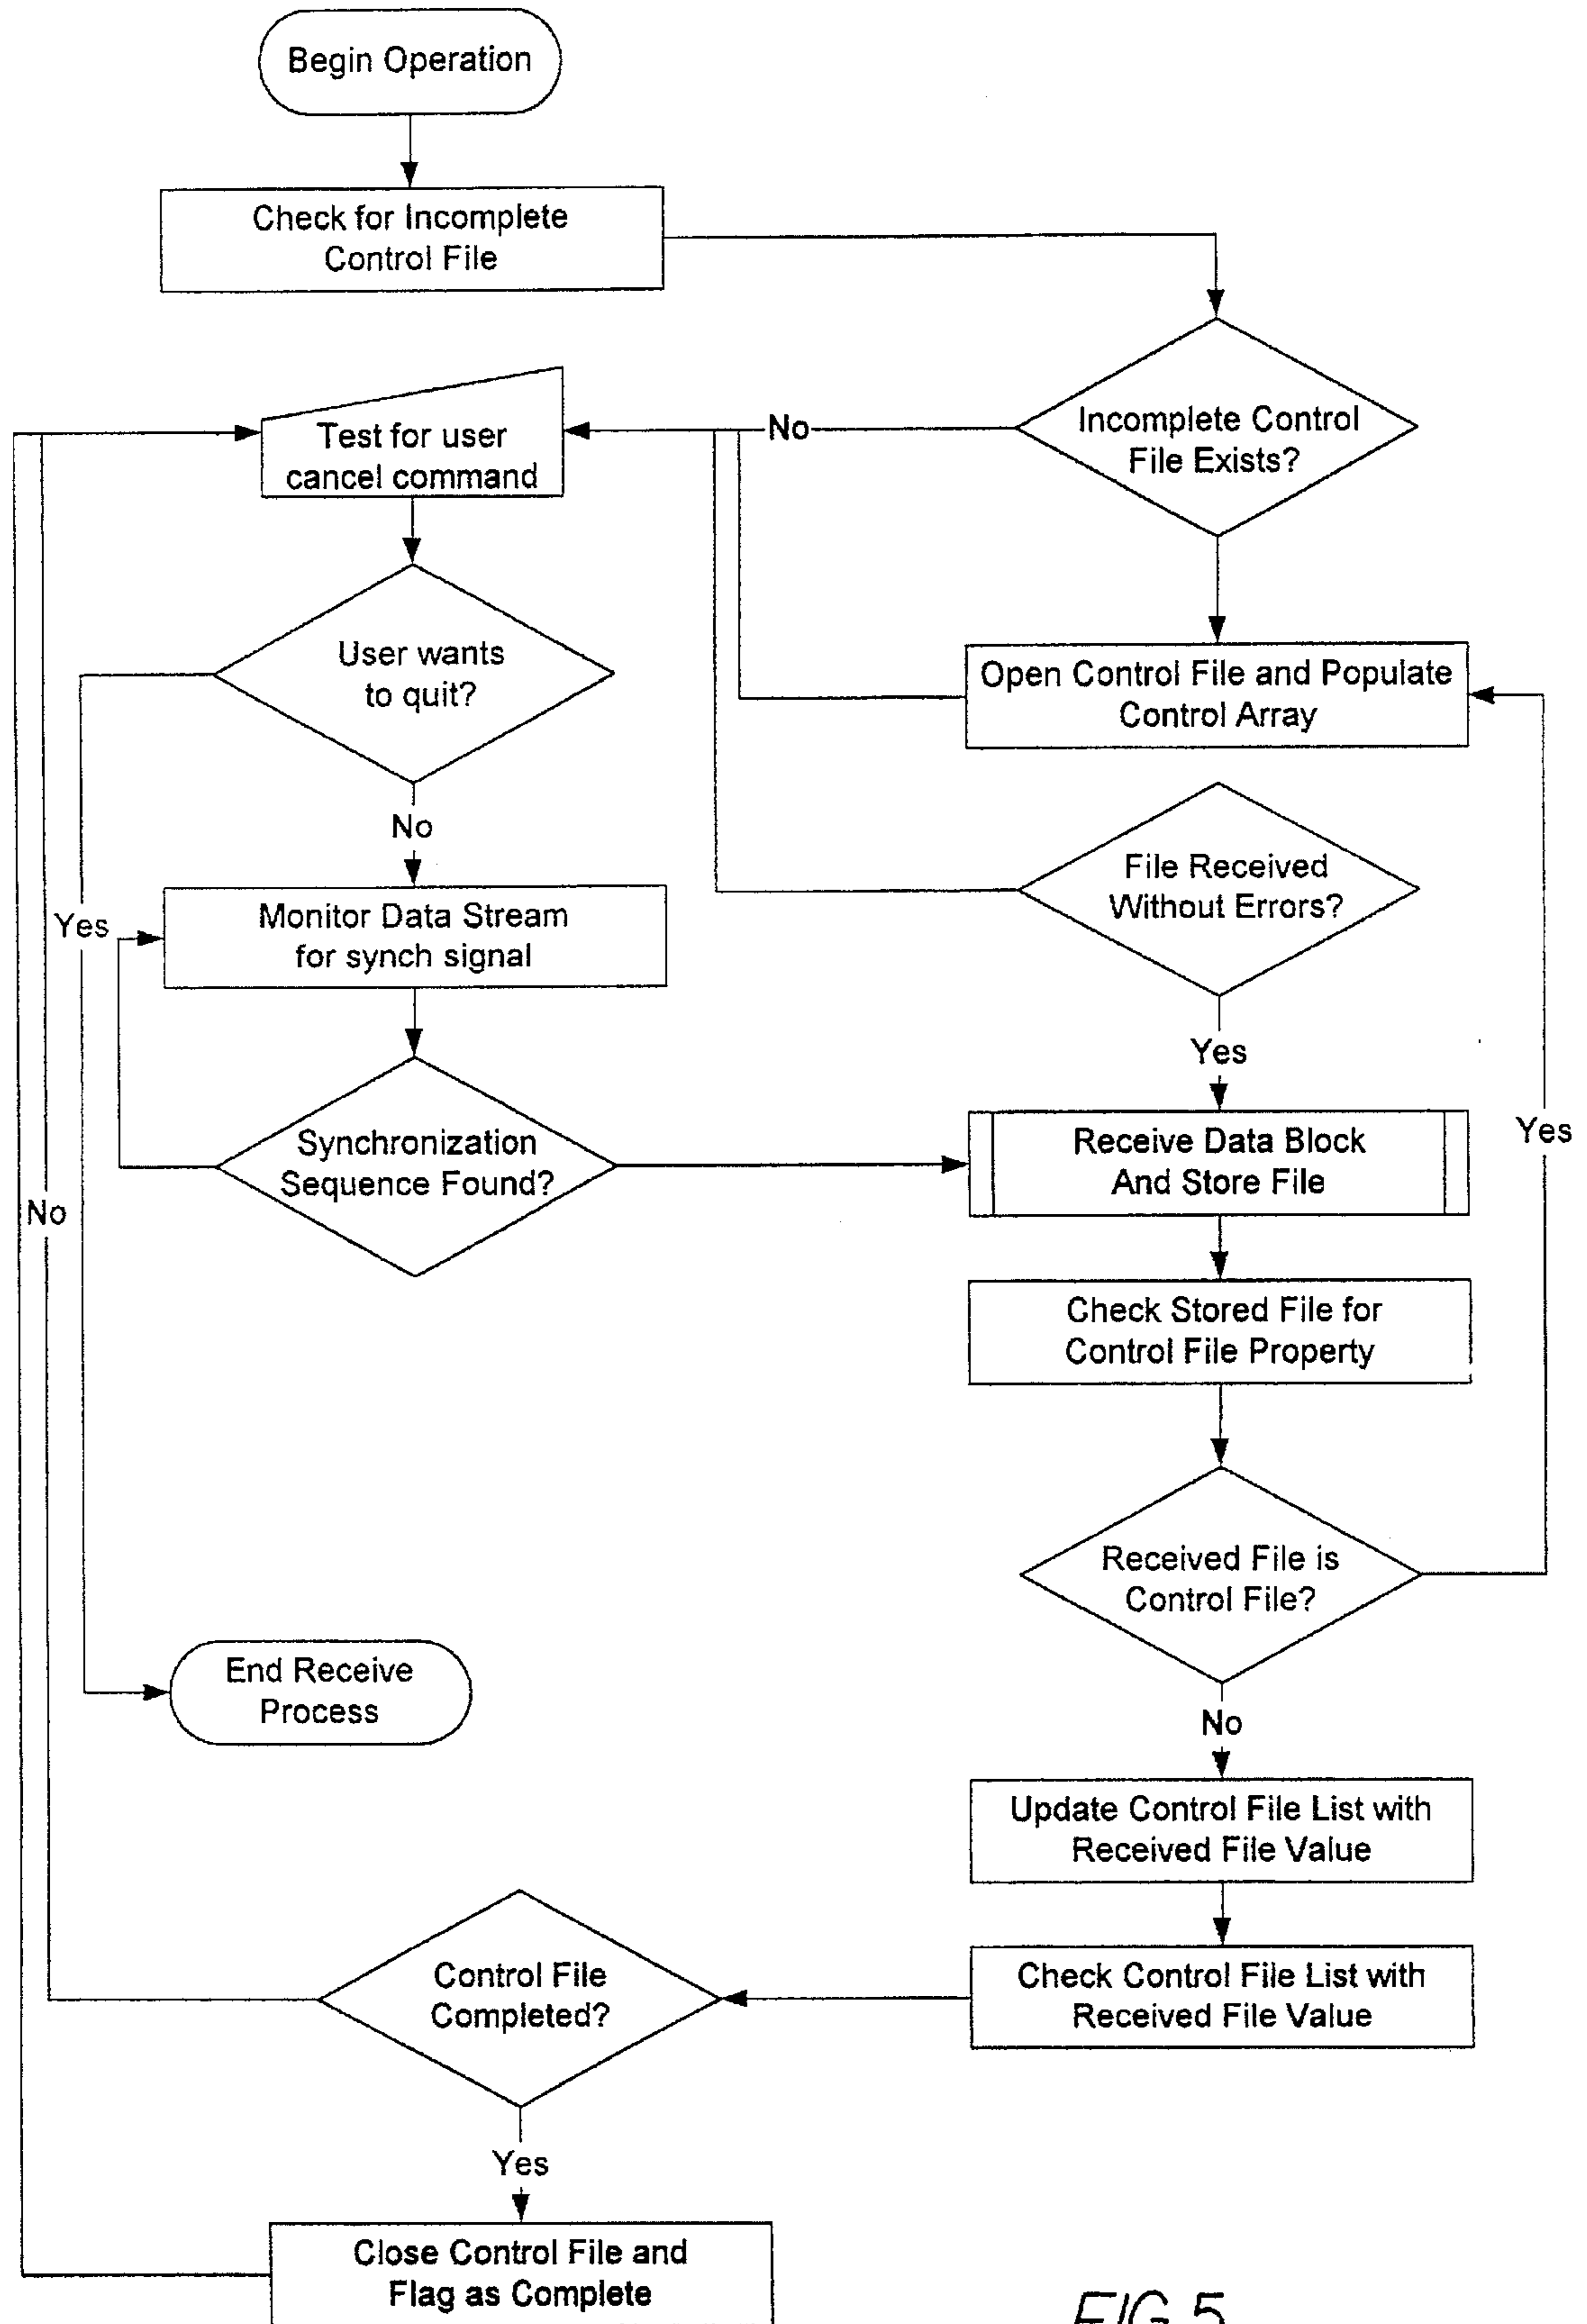 Begin Operation
Check for Incomplete
Control File
Incomplete Control
File Exists?
No
Test for user
cancel command
User wants
to quit?
Open Control File and Populate
Control Array
No
File Received
Without Errors?
Yes
Monitor Data Stream
for synch signal
Yes
Synchronization
Sequence Found?
Receive Data Block
And Store File
Yes
No
Check Stored File for
Control File Property
Received File is
Control File?
End Receive
Process
No
Update Control File List with
Received File Value
Control File
Completed?
Check Control File List with
Received File Value
Yes
Close Control File and
Flag as Complete
FIG. 5